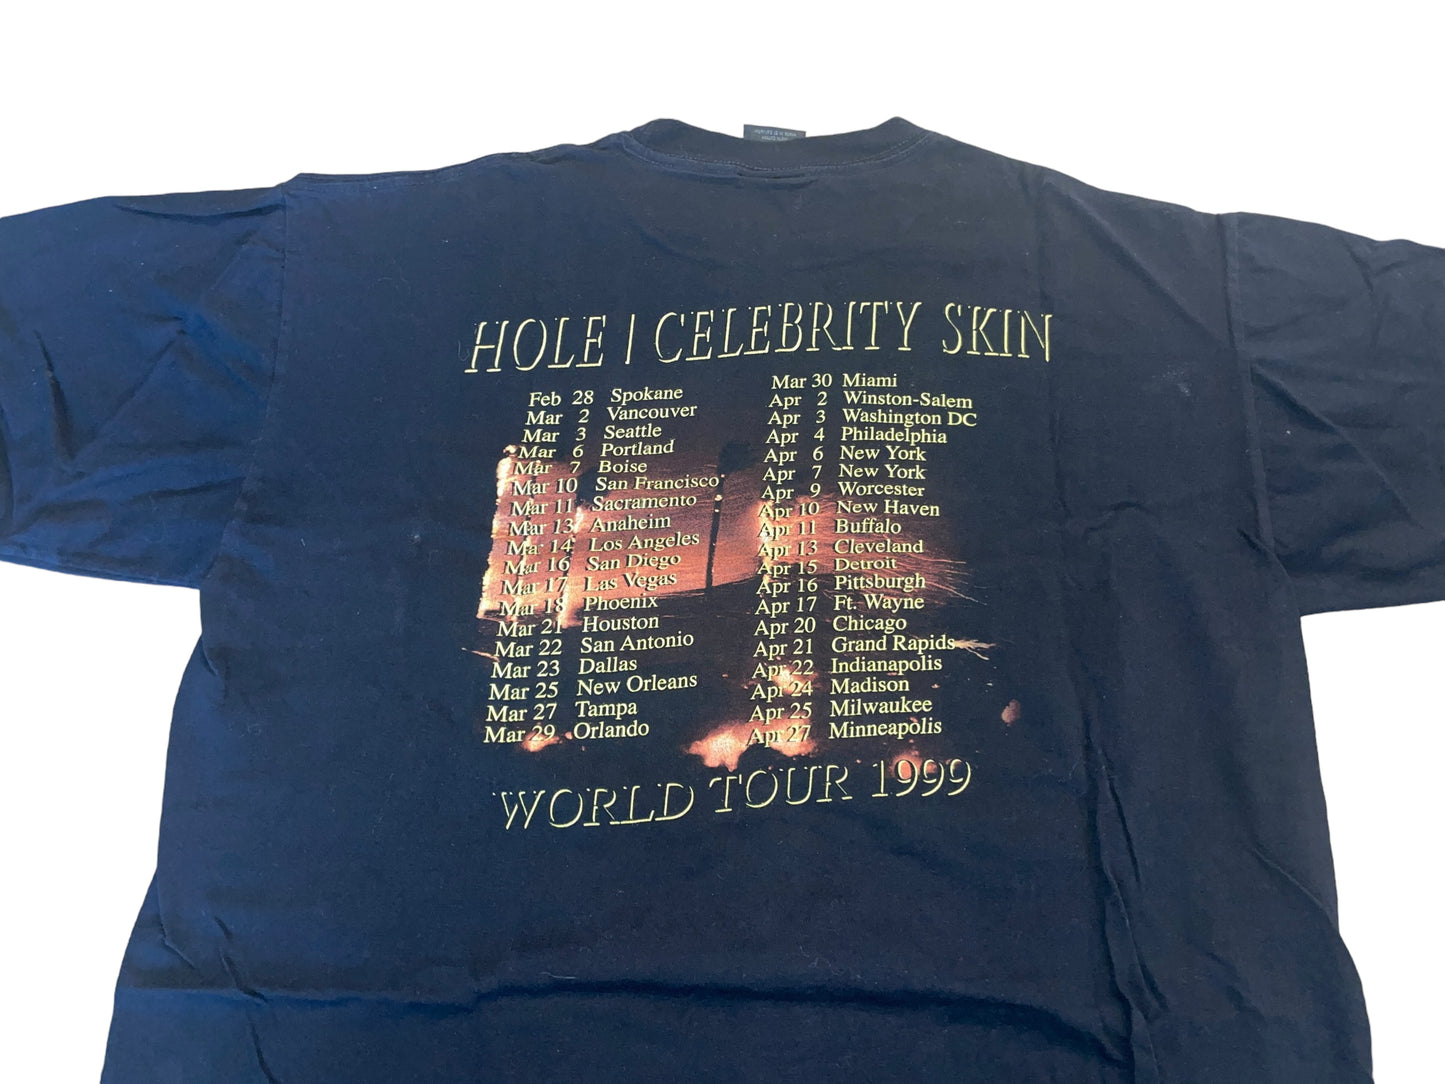 HOLE | CELEBRITY SKIN
Feb 28 Spokane
Mar 2 Vancouver
Mar 3 Seattle
Mar 6 Portland
Mar 7 Boise
Mar 10 San Francisco
Mar 11 Sacramento
Mar 13 Anaheim
Mar 14 Los Angeles
Mar 16 San Diego
Mar 17 Las Vegas
Mar 18 Phoenix
Mar 21 Houston
Mar 22 San Antonio
Mar 23 Dallas
Mar 25 New Orleans
Mar 27 Tampa
Mar 29 Orlando
Mar 30 Miami
Apr 2 Winston-Salem
Apr 3 Washington DC
Apr 4 Philadelphia
Apr 6 New York
Apr 7 New York
Apr 9 Worcester
Apr 10 New Haven
Apr 11 Buffalo
Apr 13 Cleveland
Apr 15 Detroit
Apr 16 Pittsburgh
Apr 17 Ft. Wayne
Apr 20 Chicago
Apr 21 Grand Rapids
Apr 22 Indianapolis
Apr 24 Madison
Apr 25 Milwaukee
Apr 27 Minneapolis
WORLD TOUR 1999